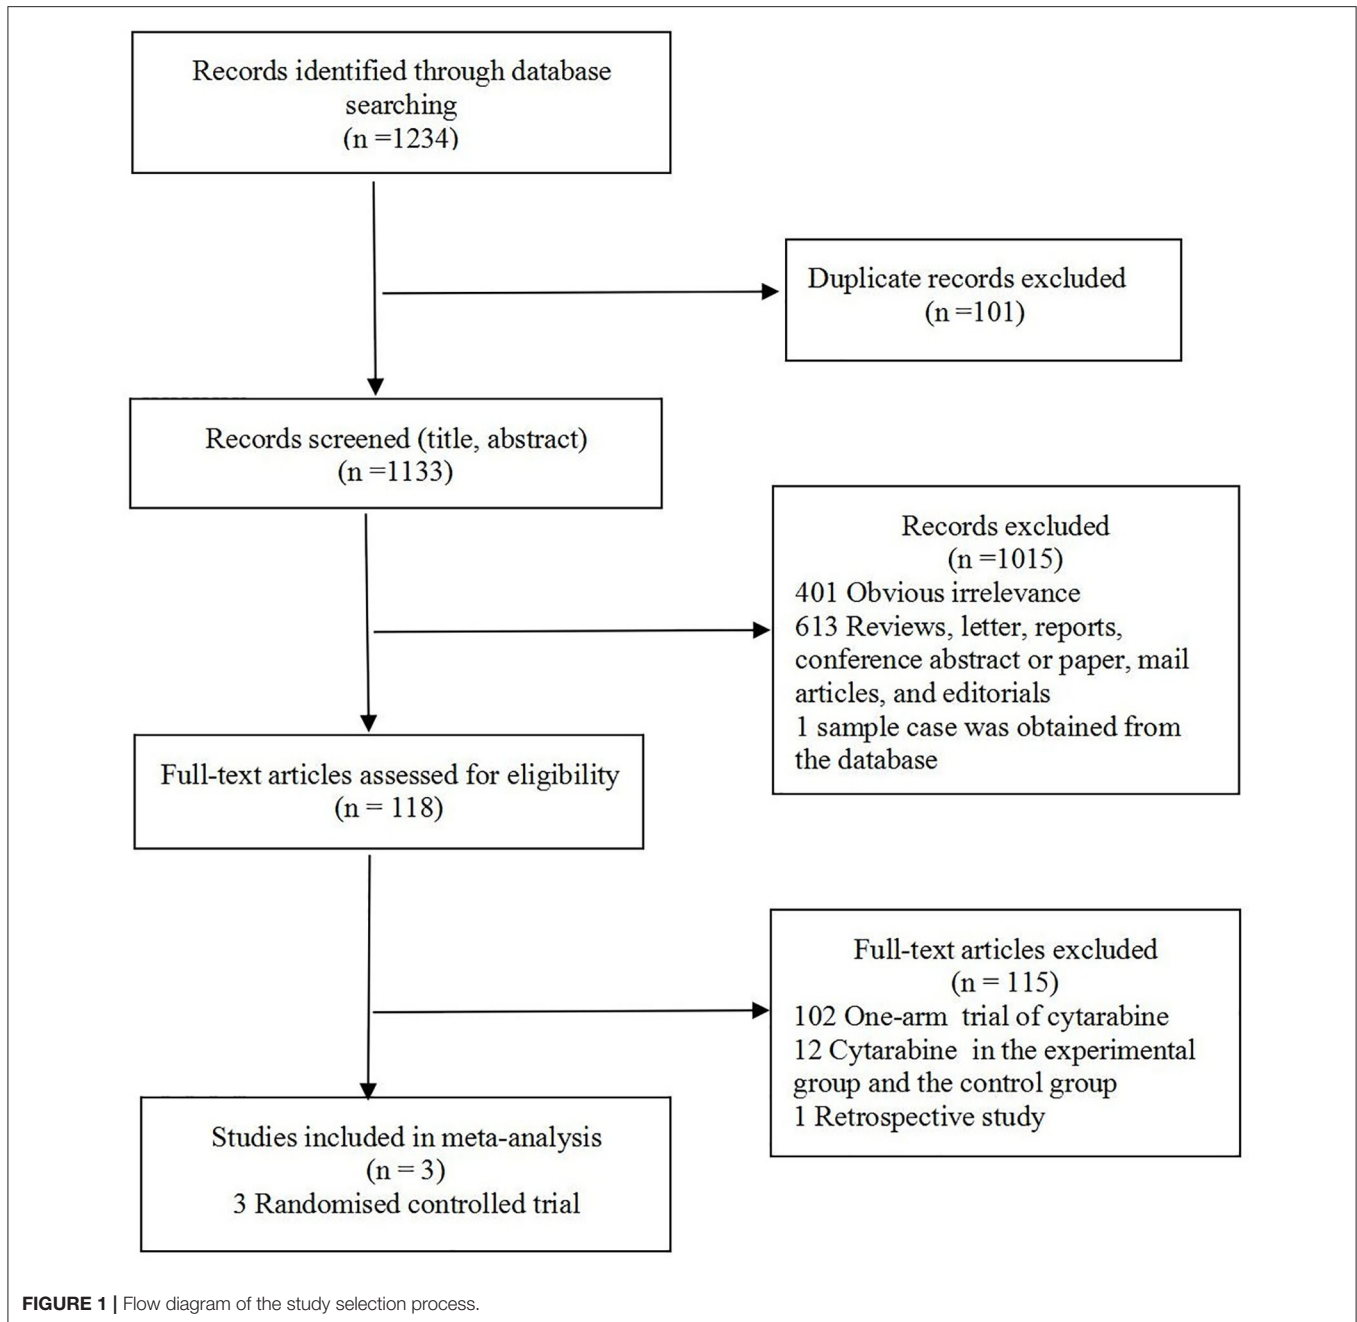 Records identified through database
searching
(n =1234)
Duplicate records excluded
(n =101)
Records screened (title, abstract)
(n =1133)
Records excluded
(n =1015)
401 Obvious irrelevance
613 Reviews, letter, reports,
conference abstract or paper, mail
articles, and editorials
1 sample case was obtained from
the database
Full-text articles assessed for eligibility
(n = 118)
Full-text articles excluded
(n = 115)
102 One-arm trial of cytarabine
12 Cytarabine in the experimental
group and the control group
1 Retrospective study
Studies included in meta-analysis
(n = 3)
3 Randomised controlled trial
FIGURE 1 | Flow diagram of the study selection process.